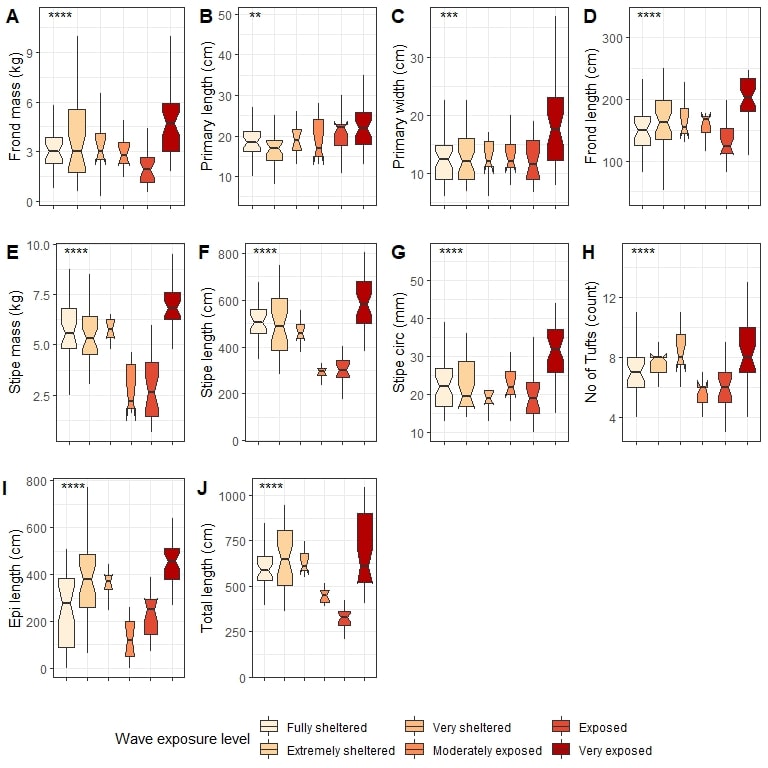 A
****
Frond mass (kg)
9
6
3
0
B
**
Primary length (cm)
50
40
30
20
10
C
***
Primary width (cm)
30
20
10
D
****
Frond length (cm)
300
200
100
E
****
Stipe mass (kg)
10.0
7.5
5.0
2.5
F
****
Stipe length (cm)
800
600
400
200
0
G
****
Stipe circ (mm)
50
40
30
20
10
H
****
No of Tufts (count)
12
8
4
I
****
Epi length (cm)
800
600
400
200
0
J
****
Total length (cm)
1000
750
500
250
0
Wave exposure level
Fully sheltered
Very sheltered
Exposed
Extremely sheltered
Moderately exposed
Very exposed